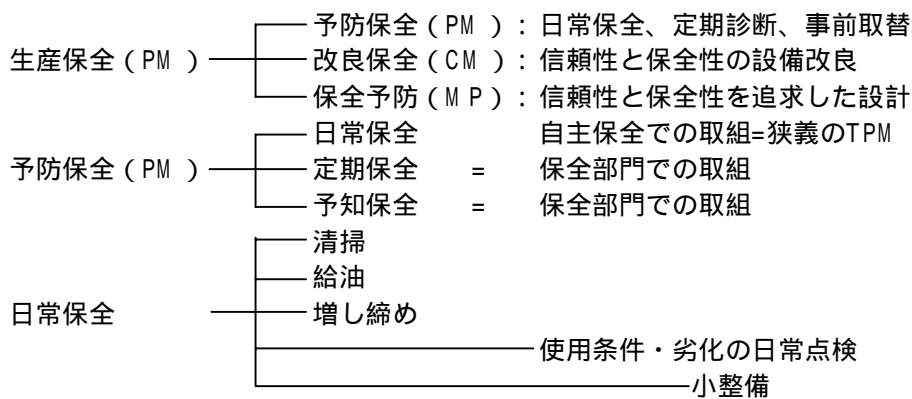 予防保全(PM ):日常保全、定期診断、事前取替
生産保全(PM ) 改良保全(CM ):信頼性と保全性の設備改良
保全予防(MP):信頼性と保全性を追求した設計
日常保全 自主保全での取組=狭義のTPM
予防保全(PM ) 定期保全 = 保全部門での取組
予知保全 = 保全部門での取組
清掃
給油
日常保全 増し締め
使用条件・劣化の日常点検
小整備